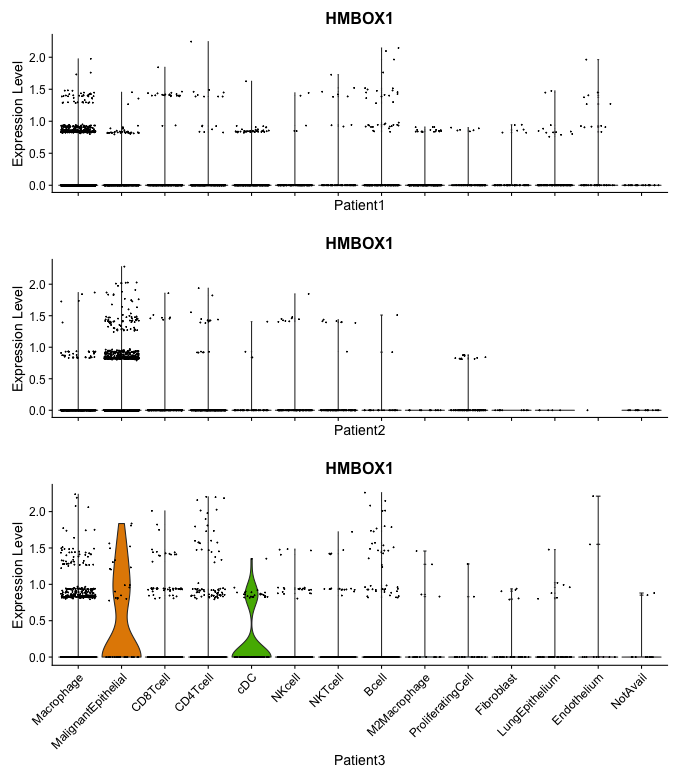 HMBOX1
Expression Level
2.0
1.5
1.0
0.5
0.0
Patient1
HMBOX1
Expression Level
2.0
1.5
1.0
0.5
0.0
Patient2
HMBOX1
Expression Level
2.0
1.5
1.0
0.5
0.0
Macrophage
MalignantEpithelial
CD8Tcell
CD4Tcell
cDC
NKcell
NKTcell
Bcell
M2Macrophage
ProliferatingCell
Fibroblast
LungEpithelium
Endothelium
NotAvail
Patient3